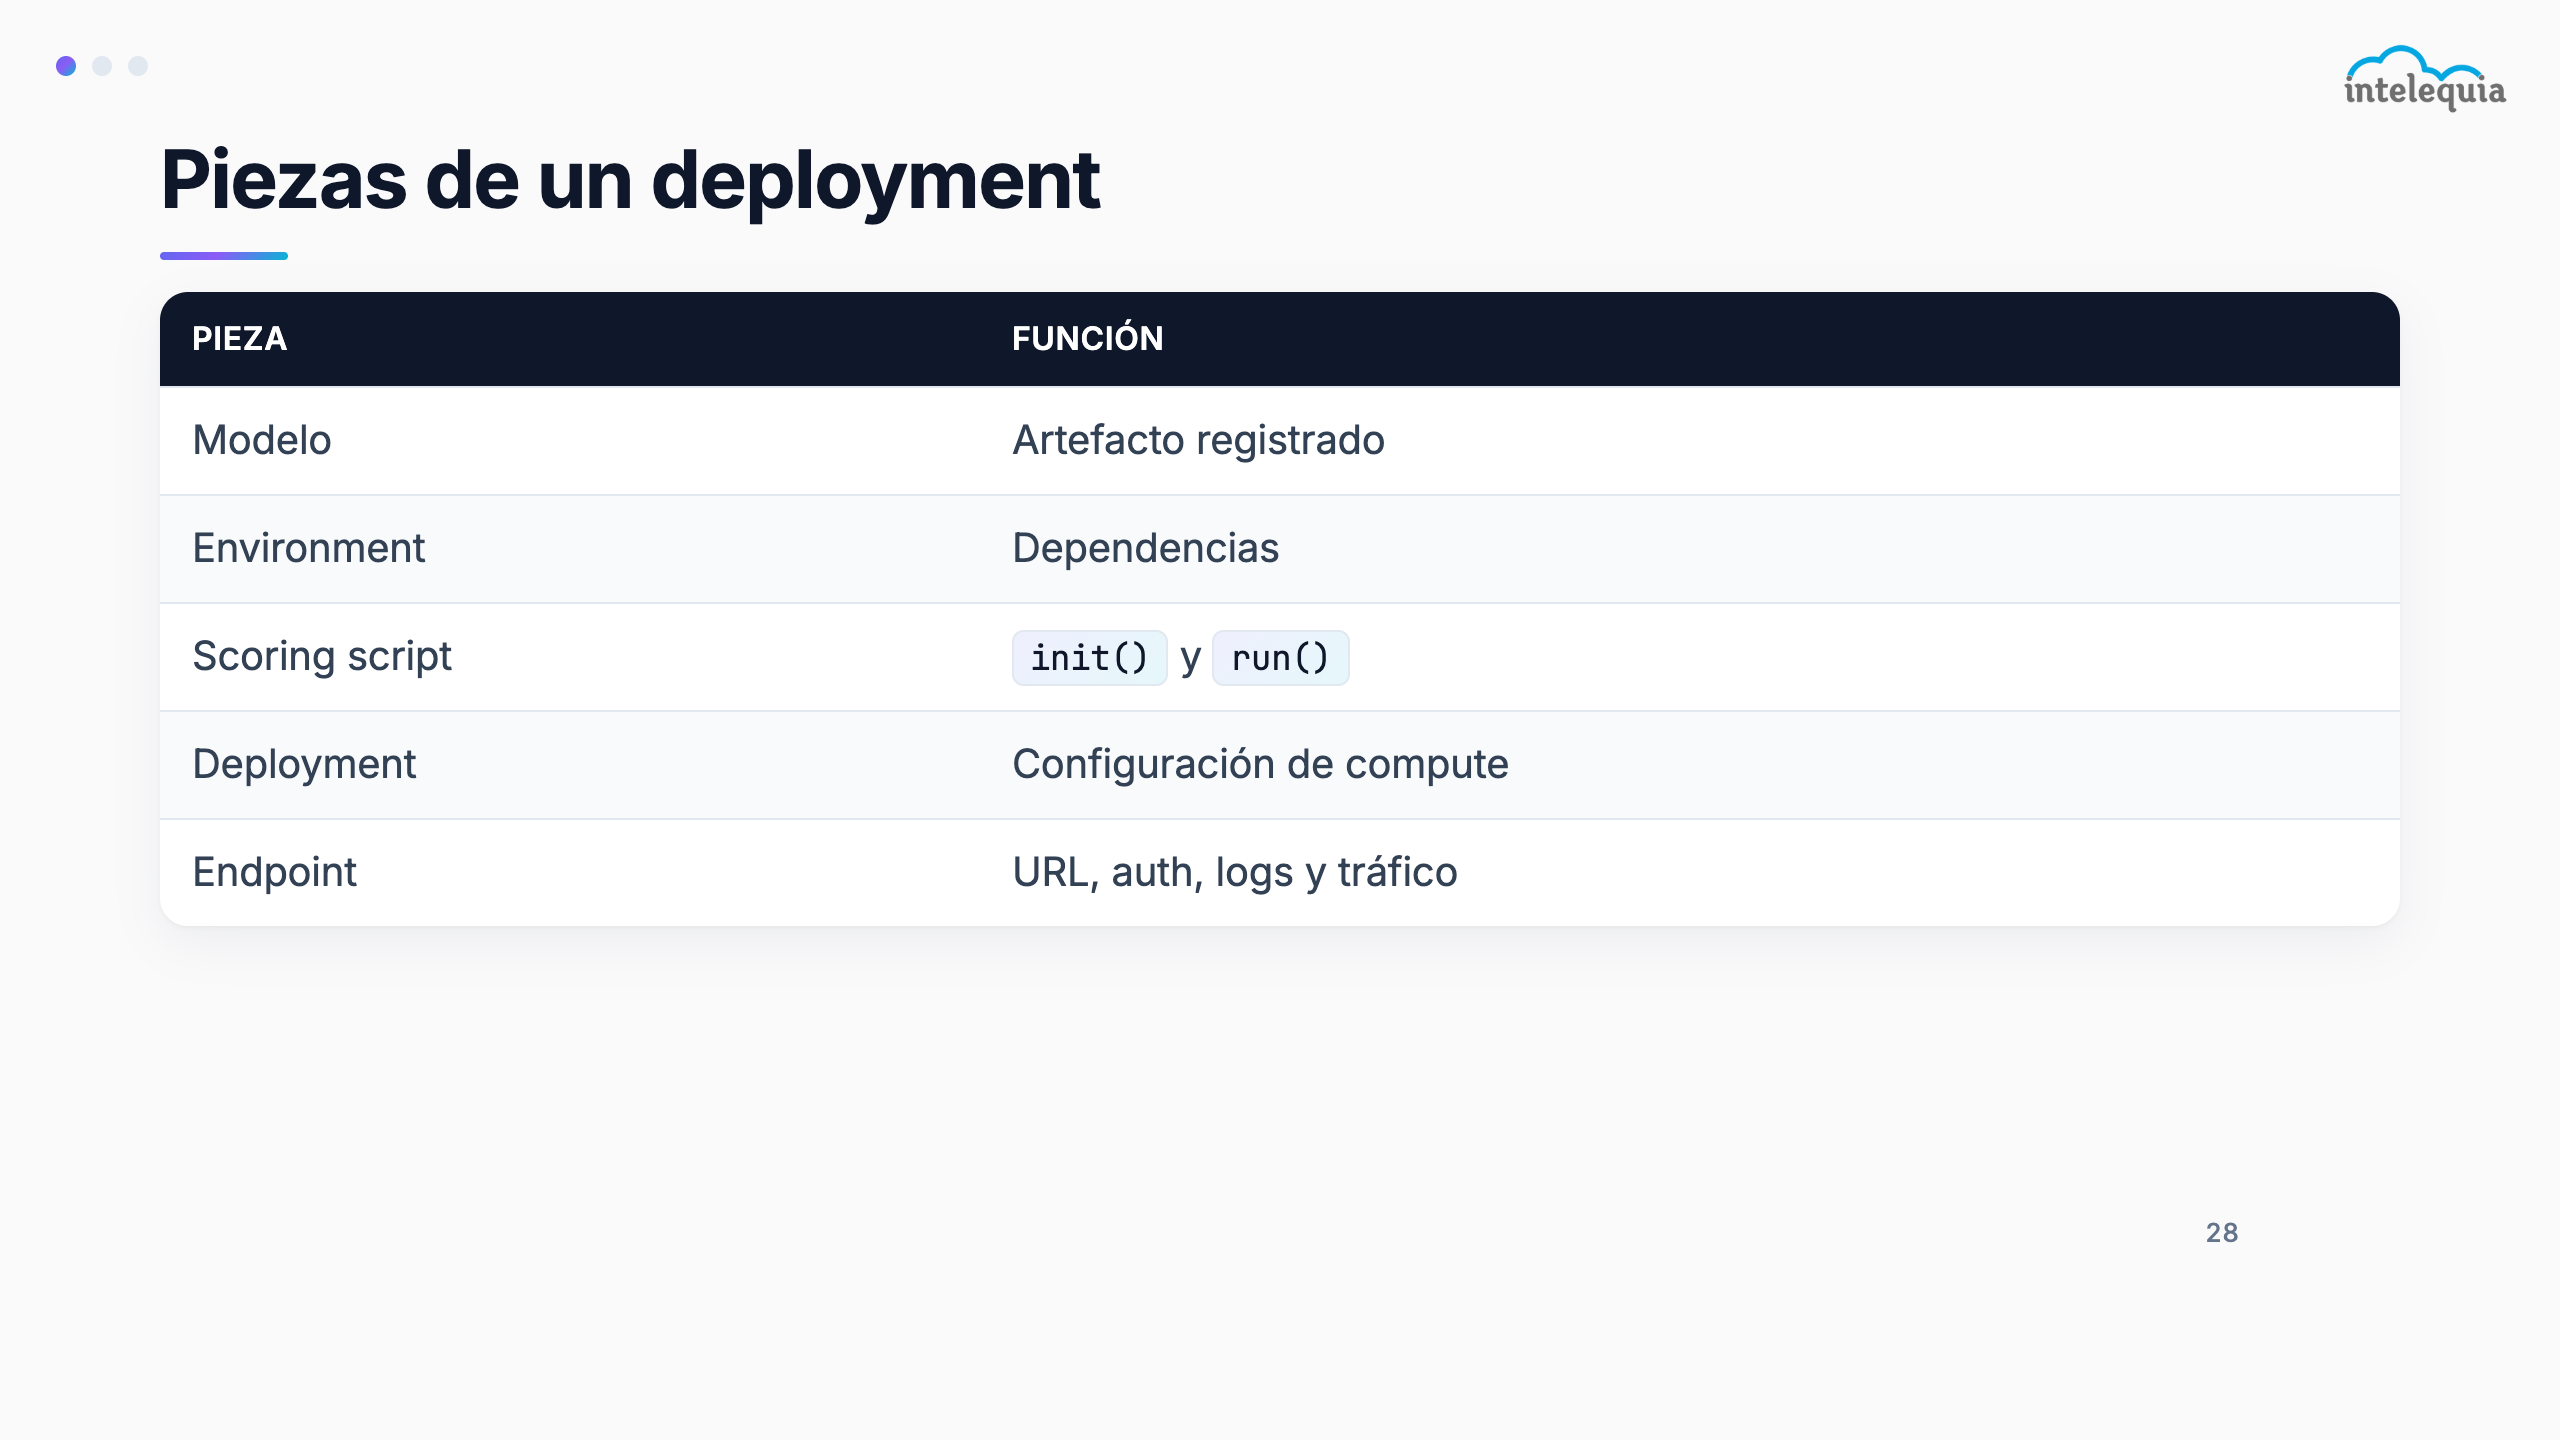 intelequia
Piezas de un deployment
PIEZA FUNCIÓN
Modelo Artefacto registrado
Environment Dependencias
Scoring script init() y run()
Deployment Configuración de compute
Endpoint URL, auth, logs y tráfico
28